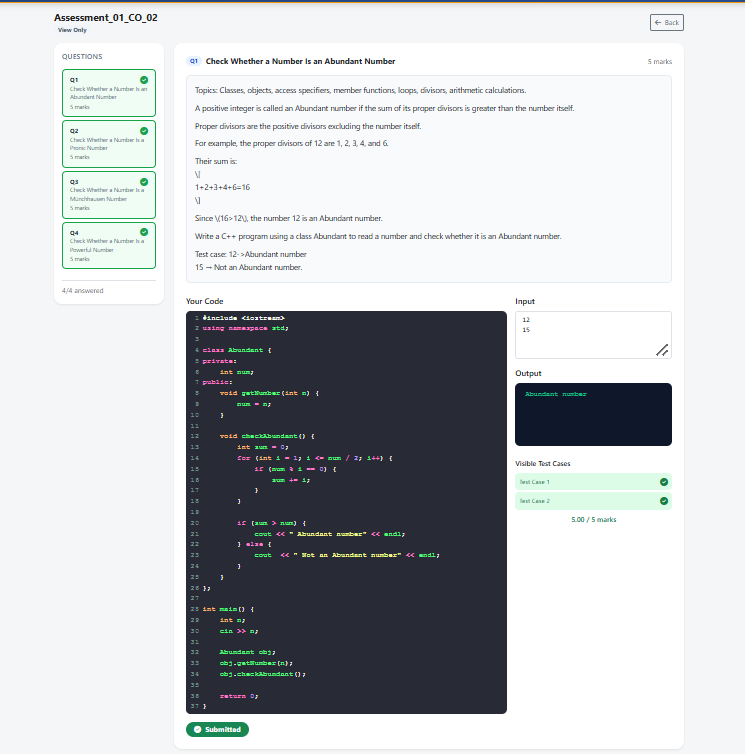 Assessment_01_CO_02
View Only
← Back
QUESTIONS
Q1
Check Whether a Number Is an
Abundant Number
5 marks
Q2
Check Whether a Number Is a
Pronic Number
5 marks
Q3
Check Whether a Number Is a
Münchhausen Number
5 marks
Q4
Check Whether a Number Is a
Powerful Number
5 marks
4/4 answered
Q1 Check Whether a Number Is an Abundant Number 5 marks
Topics: Classes, objects, access specifiers, member functions, loops, divisors, arithmetic calculations.
A positive integer is called an Abundant number if the sum of its proper divisors is greater than the number itself.
Proper divisors are the positive divisors excluding the number itself.
For example, the proper divisors of 12 are 1, 2, 3, 4, and 6.
Their sum is:
\[
1+2+3+4+6=16
\]
Since \(16>12\), the number 12 is an Abundant number.
Write a C++ program using a class Abundant to read a number and check whether it is an Abundant number.
Test case: 12->Abundant number
15 → Not an Abundant number.
Your Code
1 #include <iostream>
2 using namespace std;
3
4 class Abundant {
5 private:
6     int num;
7 public:
8     void getNumber(int n) {
9         num = n;
10     }
11
12     void checkAbundant() {
13         int sum = 0;
14         for (int i = 1; i <= num / 2; i++) {
15             if (num % i == 0) {
16                 sum += i;
17             }
18         }
19
20         if (sum > num) {
21             cout << " Abundant number" << endl;
22         } else {
23             cout  << " Not an Abundant number" << endl;
24         }
25     }
26 };
27
28 int main() {
29     int n;
30     cin >> n;
31
32     Abundant obj;
33     obj.getNumber(n);
34     obj.checkAbundant();
35
36     return 0;
37 }
Submitted
Input
12
15
Output
Abundant number
Visible Test Cases
Test Case 1
Test Case 2
5.00 / 5 marks